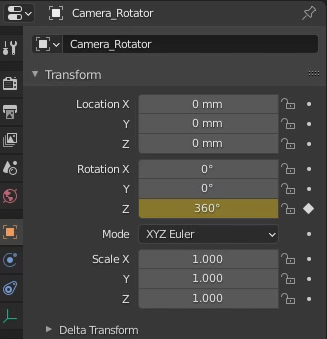 Camera_Rotator
Camera_Rotator
Transform
Location X 0 mm
Y 0 mm
Z 0 mm
Rotation X 0°
Y 0°
Z 360°
Mode XYZ Euler
Scale X 1.000
Y 1.000
Z 1.000
Delta Transform